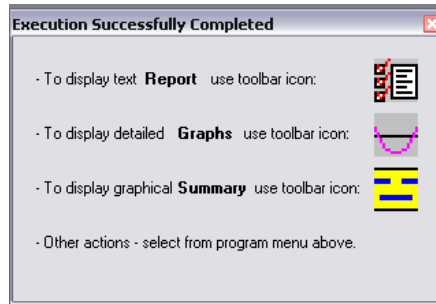 Execution Successfully Completed
- To display text Report use toolbar icon:
- To display detailed Graphs use toolbar icon:
- To display graphical Summary use toolbar icon:
- Other actions - select from program menu above.